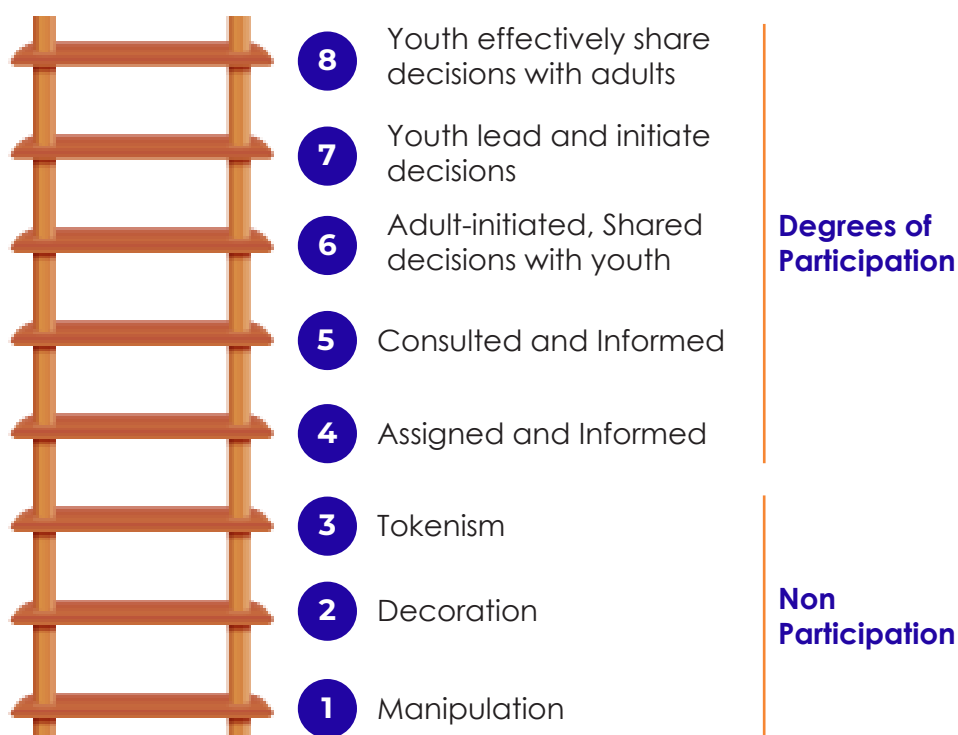 8
Youth effectively share
decisions with adults
7
Youth lead and initiate
decisions
6
Adult-initiated, Shared
decisions with youth
5
Consulted and Informed
4
Assigned and Informed
Degrees of
Participation
3
Tokenism
2
Decoration
1
Manipulation
Non
Participation